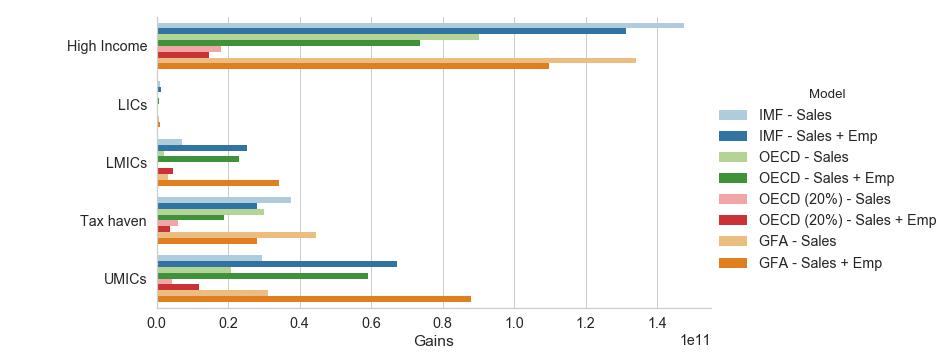 High Income
LICs
LMICs
Tax haven
UMICs
0.0 0.2 0.4 0.6 0.8 1.0 1.2 1.4
1e11
Gains
Model
IMF - Sales
IMF - Sales + Emp
OECD - Sales
OECD - Sales + Emp
OECD (20%) - Sales
OECD (20%) - Sales + Emp
GFA - Sales
GFA - Sales + Emp